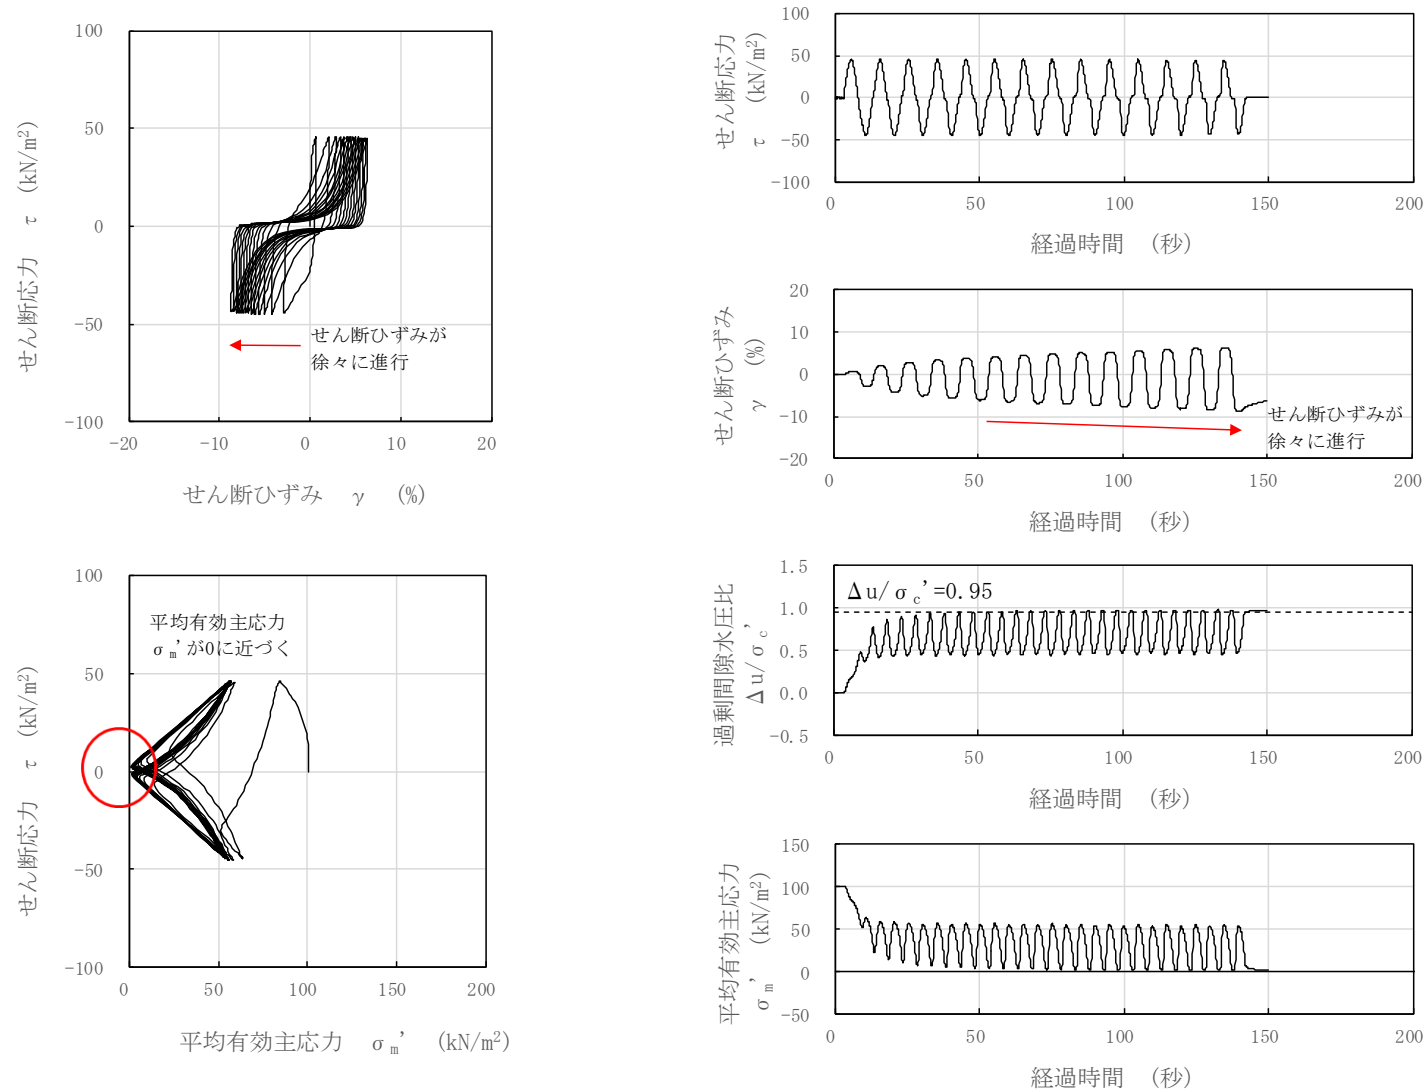 100
50
0
-50
-100
せん断応力 τ (kN/m²)
せん断ひずみが
徐々に進行
-20
-10
0
10
20
せん断ひずみ γ (%)
100
50
0
-50
-100
せん断応力
τ (kN/m²)
0
50
100
150
200
経過時間 (秒)
20
10
0
-10
-20
せん断ひずみ
γ (%)
せん断ひずみが
徐々に進行
0
50
100
150
200
経過時間 (秒)
100
50
0
-50
-100
せん断応力 τ (kN/m²)
平均有効主応力
σm'が0に近づく
0
50
100
150
200
平均有効主応力 σm' (kN/m²)
1.5
1.0
0.5
0.0
-0.5
過剰間隙水圧比
Δu/σc'
Δu/σc'=0.95
0
50
100
150
200
経過時間 (秒)
150
100
50
0
-50
平均有効主応力
σm' (kN/m²)
0
50
100
150
200
経過時間 (秒)